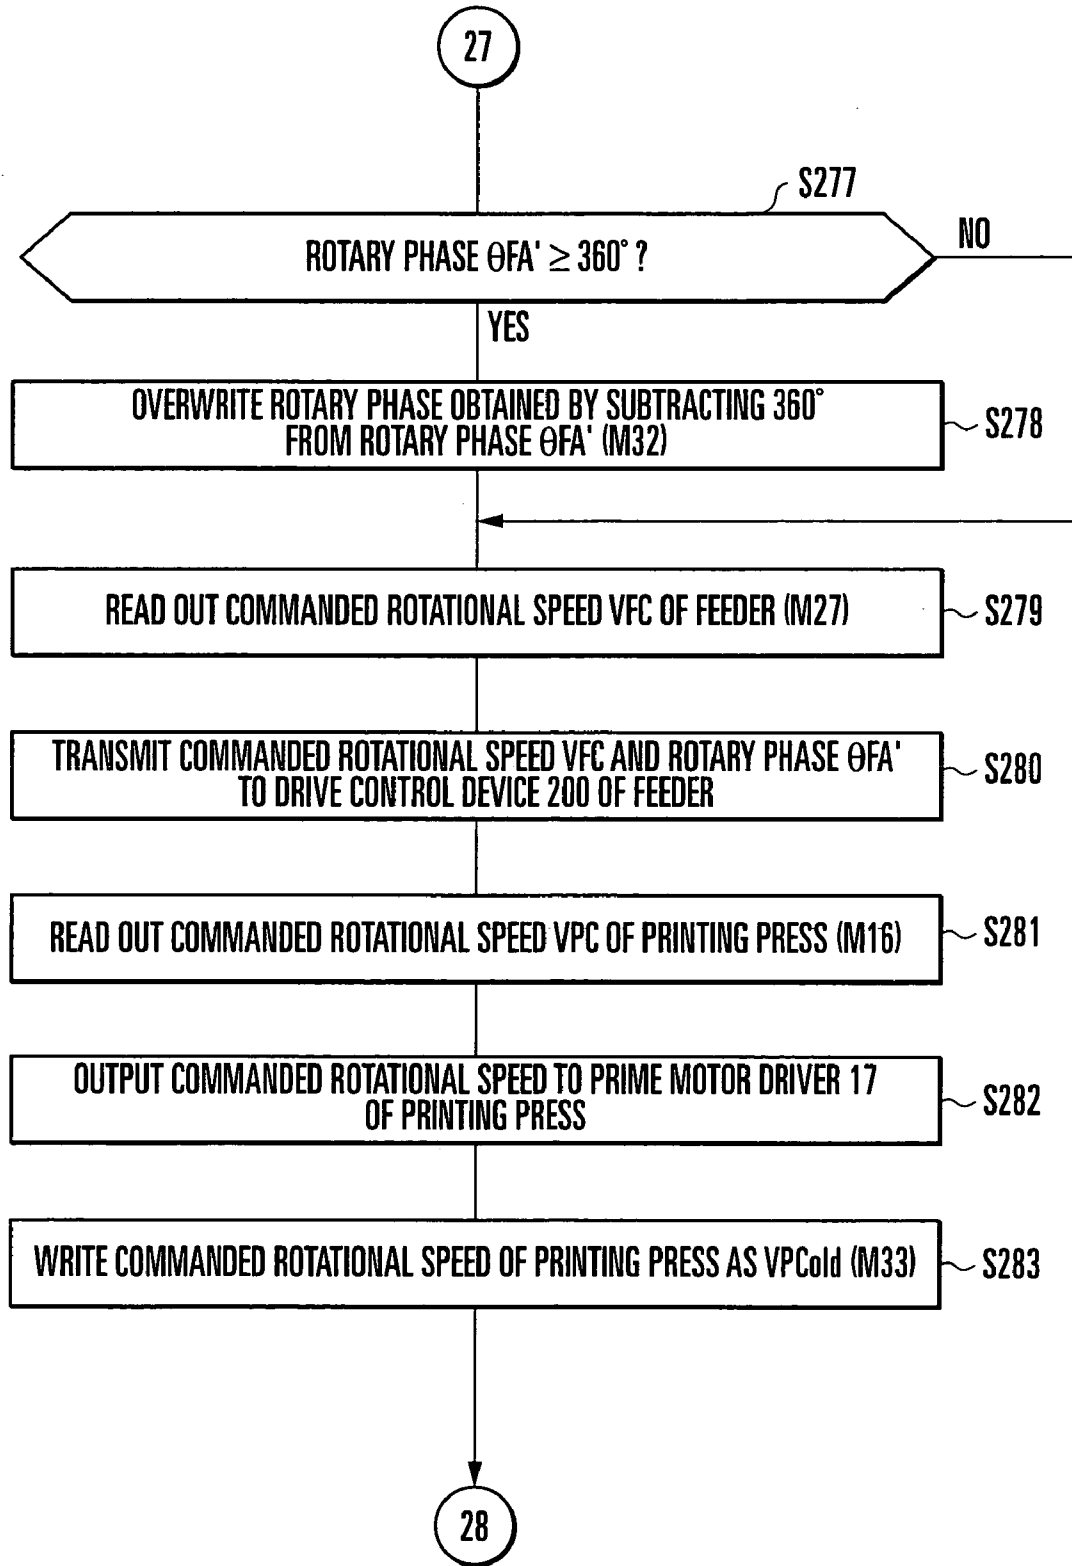 27
S277
ROTARY PHASE θFA' ≥ 360° ?
NO
YES
OVERWRITE ROTARY PHASE OBTAINED BY SUBTRACTING 360°
FROM ROTARY PHASE θFA' (M32)
S278
READ OUT COMMANDED ROTATIONAL SPEED VFC OF FEEDER (M27)
S279
TRANSMIT COMMANDED ROTATIONAL SPEED VFC AND ROTARY PHASE θFA'
TO DRIVE CONTROL DEVICE 200 OF FEEDER
S280
READ OUT COMMANDED ROTATIONAL SPEED VPC OF PRINTING PRESS (M16)
S281
OUTPUT COMMANDED ROTATIONAL SPEED TO PRIME MOTOR DRIVER 17
OF PRINTING PRESS
S282
WRITE COMMANDED ROTATIONAL SPEED OF PRINTING PRESS AS VPCold (M33)
S283
28